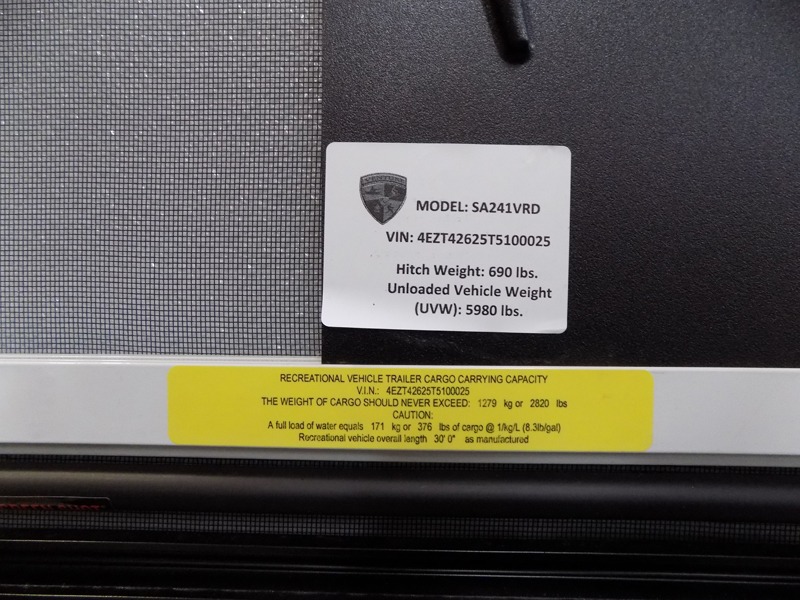 MODEL: SA241VRD
VIN: 4EZT42625T5100025
Hitch Weight: 690 lbs.
Unloaded Vehicle Weight
(UVW): 5980 lbs.
RECREATIONAL VEHICLE TRAILER CARGO CARRYING CAPACITY
V.I.N.: 4EZT42625T5100025
THE WEIGHT OF CARGO SHOULD NEVER EXCEED: 1279 kg or 2820 lbs
CAUTION:
A full load of water equals 171 kg or 376 lbs of cargo @ 1/kg/L (8.3lb/gal)
Recreational vehicle overall length 30' 0" as manufactured